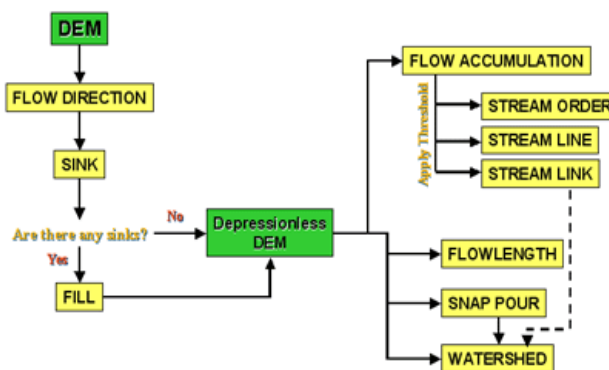 DEM
FLOW DIRECTION
SINK
Are there any sinks?
No
Yes
FILL
Depressionless
DEM
FLOW ACCUMULATION
Apply Threshold
STREAM ORDER
STREAM LINE
STREAM LINK
FLOWLENGTH
SNAP POUR
WATERSHED